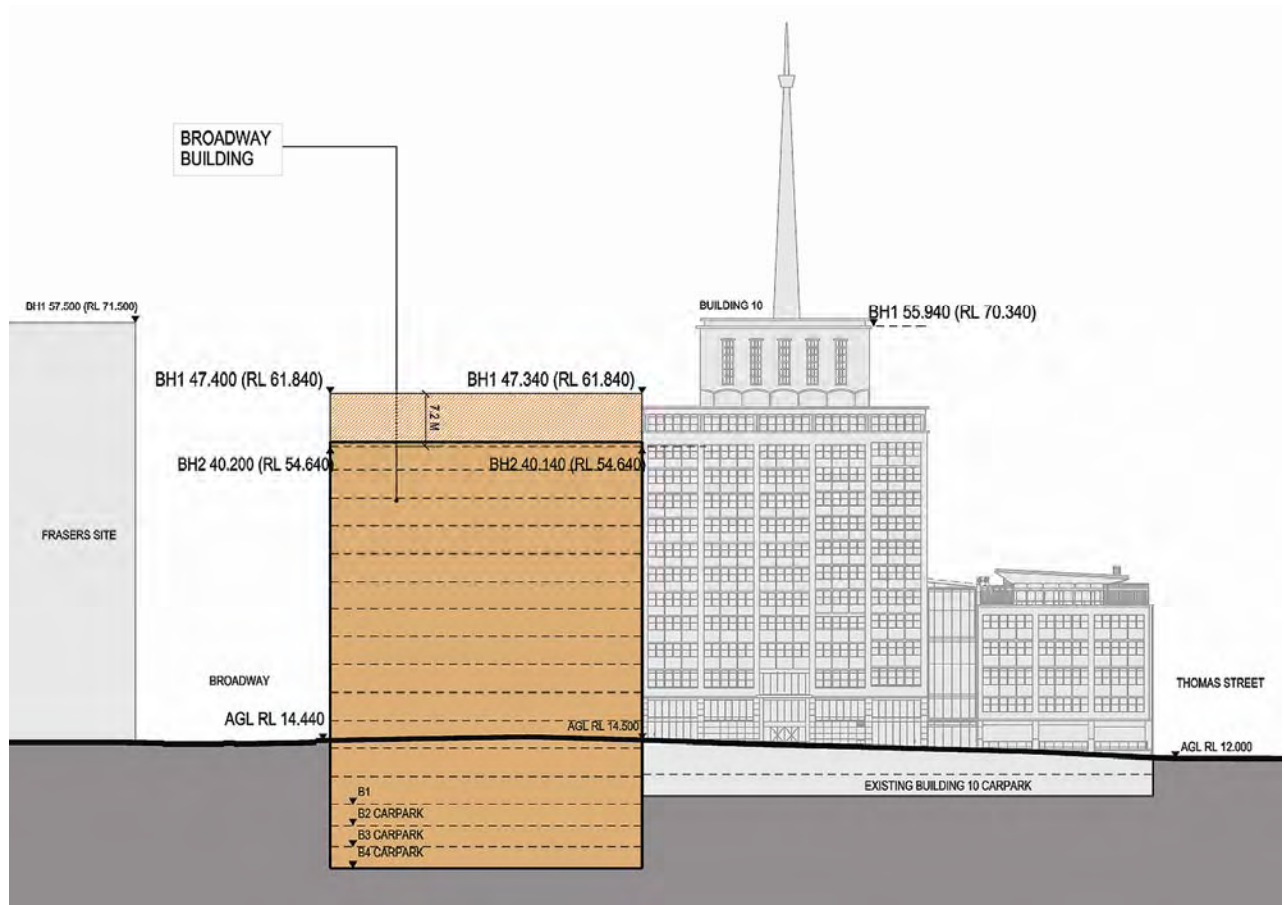 BROADWAY
BUILDING
BH1 57.500 (RL 71.500)
BUILDING 10
BH1 55.940 (RL 70.340)
BH1 47.400 (RL 61.840)
BH1 47.340 (RL 61.840)
7.2 M
BH2 40.200 (RL 54.640)
BH2 40.140 (RL 54.640)
FRASERS SITE
BROADWAY
THOMAS STREET
AGL RL 14.440
AGL RL 14.500
AGL RL 12.000
EXISTING BUILDING 10 CARPARK
B1
B2 CARPARK
B3 CARPARK
B4 CARPARK